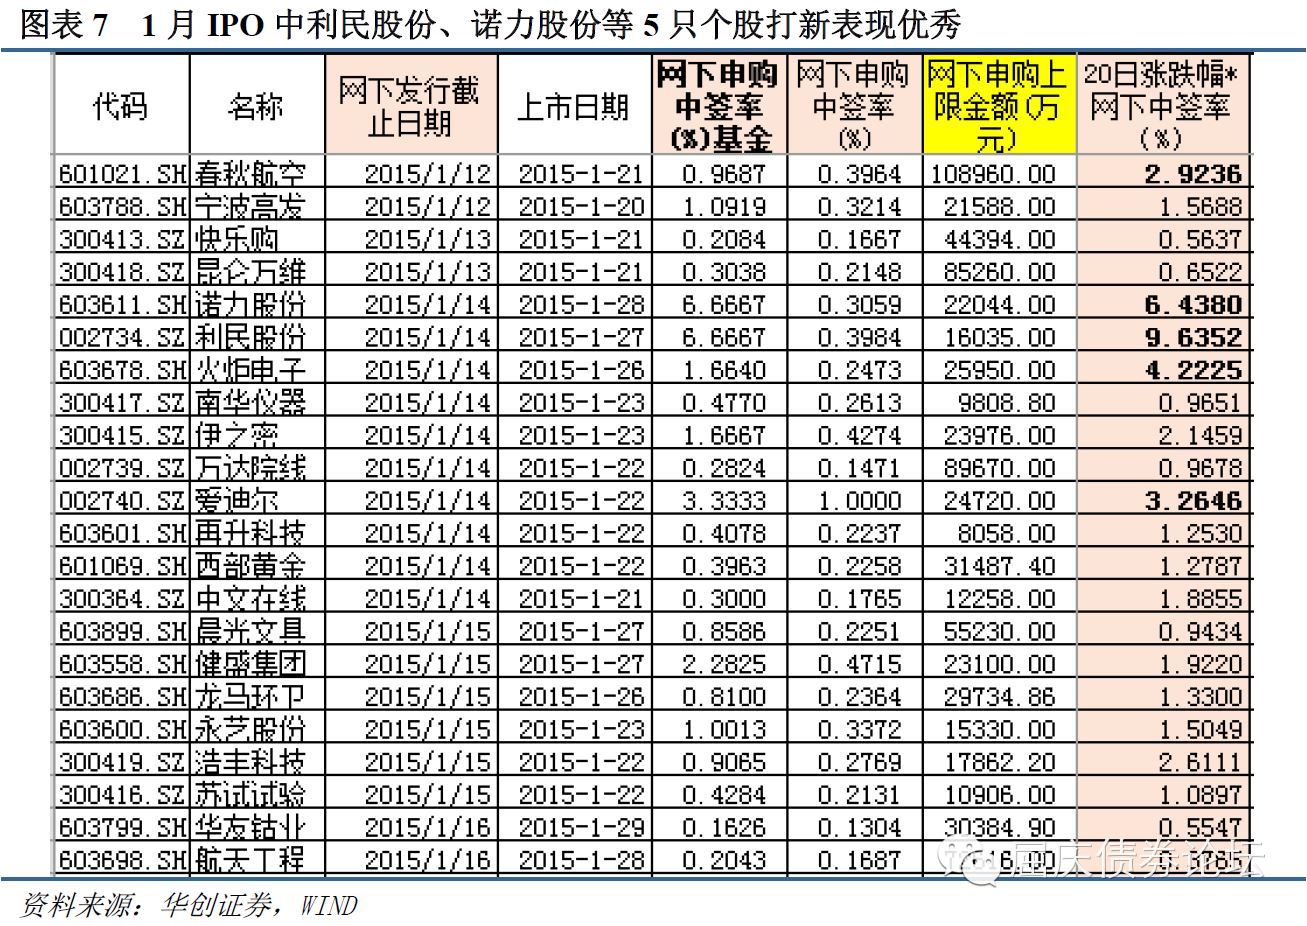 图表 7 1 月 IPO 中利民股份、诺力股份等 5 只个股打新表现优秀
代码 名称 网下发行截止日期 上市日期 网下申购中签率(%)基金 网下申购中签率(%) 网下申购上限金额(万元) 20日涨跌幅*网下中签率(%)
601021.SH 春秋航空 2015/1/12 2015-1-21 0.9687 0.3964 108960.00 2.9236
603788.SH 宁波高发 2015/1/12 2015-1-20 1.0919 0.3214 21588.00 1.5688
300413.SZ 快乐购 2015/1/13 2015-1-21 0.2084 0.1667 44394.00 0.5637
300418.SZ 昆仑万维 2015/1/13 2015-1-21 0.3038 0.2148 85260.00 0.6522
603611.SH 诺力股份 2015/1/14 2015-1-28 6.6667 0.3059 22044.00 6.4380
002734.SZ 利民股份 2015/1/14 2015-1-27 6.6667 0.3984 16035.00 9.6352
603678.SH 火炬电子 2015/1/14 2015-1-26 1.6640 0.2473 25950.00 4.2225
300417.SZ 南华仪器 2015/1/14 2015-1-23 0.4770 0.2613 9808.80 0.9651
300415.SZ 伊之密 2015/1/14 2015-1-23 1.6667 0.4274 23976.00 2.1459
002739.SZ 万达院线 2015/1/14 2015-1-22 0.2824 0.1471 89670.00 0.9678
002740.SZ 爱迪尔 2015/1/14 2015-1-22 3.3333 1.0000 24720.00 3.2646
603601.SH 再升科技 2015/1/14 2015-1-22 0.4078 0.2237 8058.00 1.2530
601069.SH 西部黄金 2015/1/14 2015-1-22 0.3963 0.2258 31487.40 1.2787
300364.SZ 中文在线 2015/1/14 2015-1-21 0.3000 0.1765 12258.00 1.8855
603899.SH 晨光文具 2015/1/15 2015-1-27 0.8586 0.2251 55230.00 0.9434
603558.SH 健盛集团 2015/1/15 2015-1-27 2.2825 0.4715 23100.00 1.9220
603686.SH 龙马环卫 2015/1/15 2015-1-26 0.8100 0.2364 29734.86 1.3300
603600.SH 永艺股份 2015/1/15 2015-1-23 1.0013 0.3372 15330.00 1.5049
300419.SZ 浩丰科技 2015/1/15 2015-1-22 0.9065 0.2769 17862.20 2.6111
300416.SZ 苏试试验 2015/1/15 2015-1-22 0.4284 0.2131 10906.00 1.0897
603799.SH 华友钴业 2015/1/16 2015-1-29 0.1626 0.1304 30384.90 0.5547
603698.SH 航天工程 2015/1/16 2015-1-28 0.2043 0.1687
屈庆债券论坛
资料来源：华创证券，WIND